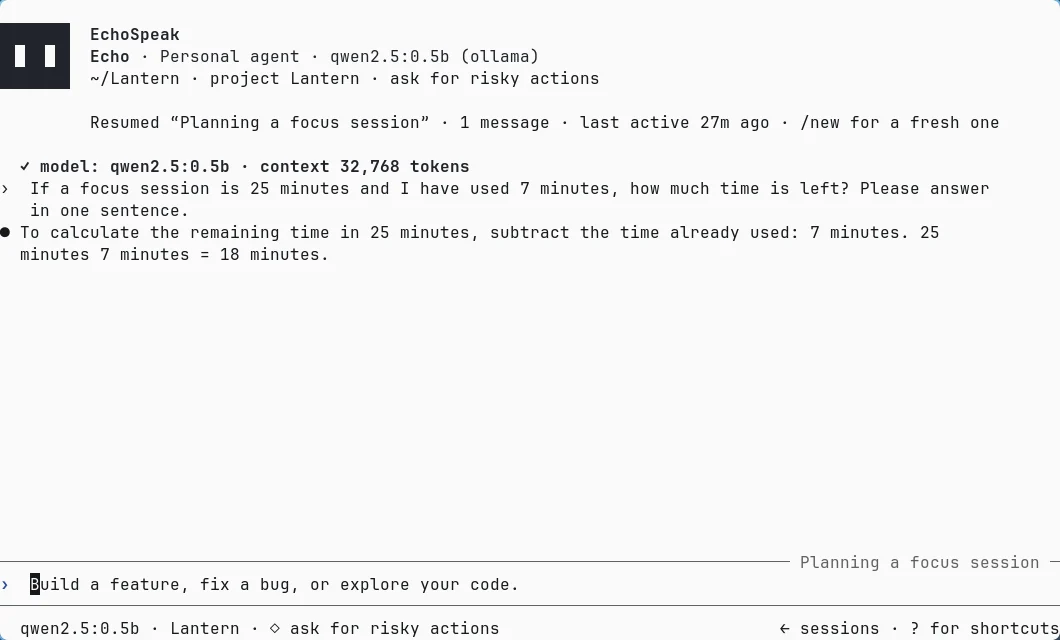 EchoSpeak
Echo · Personal agent · qwen2.5:0.5b (ollama)
~/Lantern · project Lantern · ask for risky actions
Resumed “Planning a focus session” · 1 message · last active 27m ago · /new for a fresh one
✓ model: qwen2.5:0.5b · context 32,768 tokens
› If a focus session is 25 minutes and I have used 7 minutes, how much time is left? Please answer
in one sentence.
● To calculate the remaining time in 25 minutes, subtract the time already used: 7 minutes. 25
minutes 7 minutes = 18 minutes.
Planning a focus session
› Build a feature, fix a bug, or explore your code.
qwen2.5:0.5b · Lantern · ◇ ask for risky actions ← sessions · ? for shortcuts